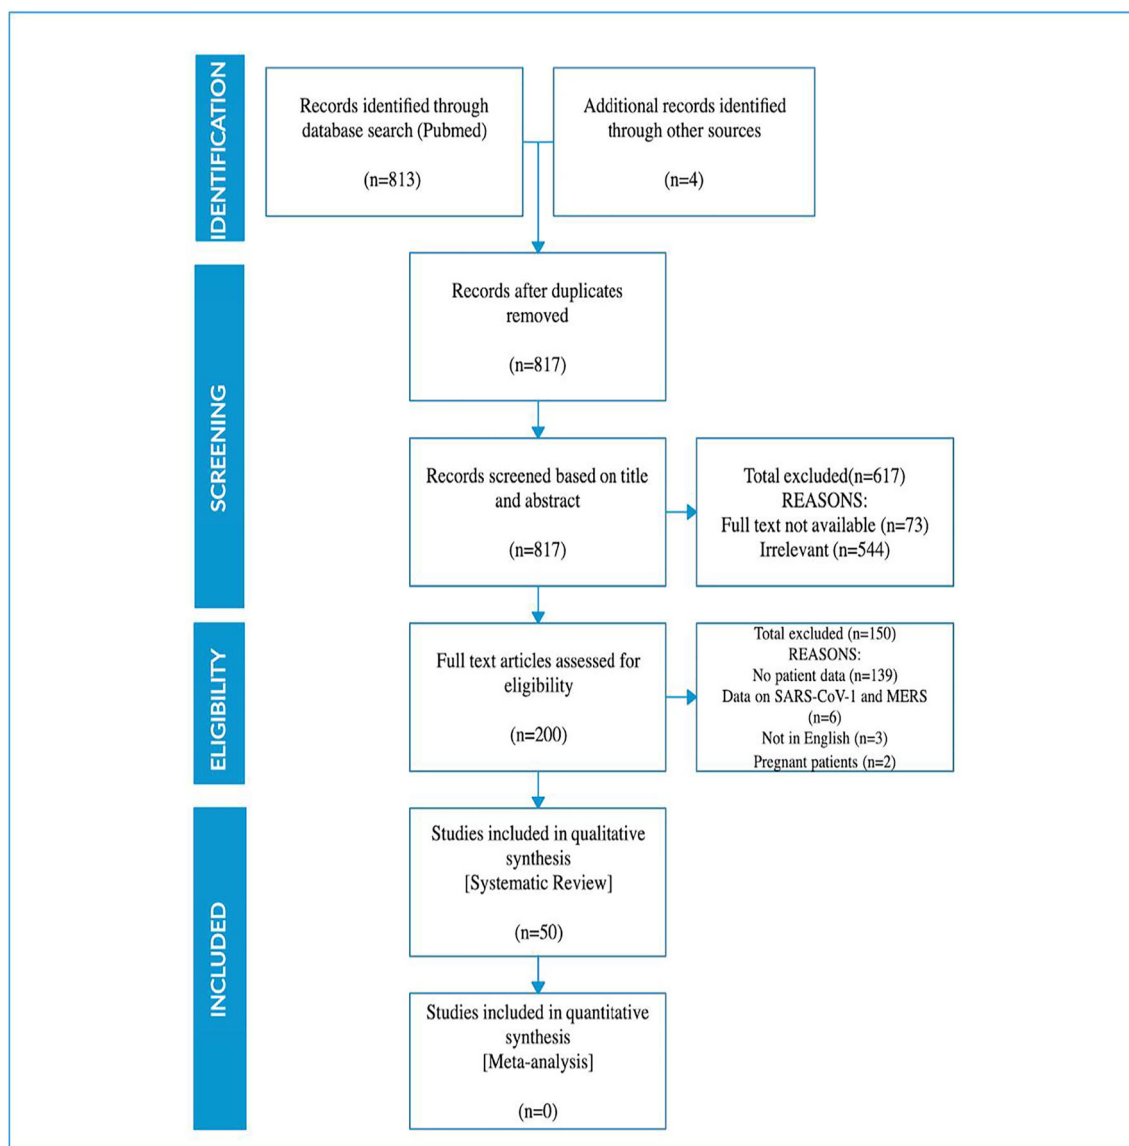 IDENTIFICATION
Records identified through
database search (Pubmed)
(n=813)
Additional records identified
through other sources
(n=4)
SCREENING
Records after duplicates
removed
(n=817)
Records screened based on title
and abstract
(n=817)
Total excluded(n=617)
REASONS:
Full text not available (n=73)
Irrelevant (n=544)
ELIGIBILITY
Full text articles assessed for
eligibility
(n=200)
Total excluded (n=150)
REASONS:
No patient data (n=139)
Data on SARS-CoV-1 and MERS
(n=6)
Not in English (n=3)
Pregnant patients (n=2)
INCLUDED
Studies included in qualitative
synthesis
[Systematic Review]
(n=50)
Studies included in quantitative
synthesis
[Meta-analysis]
(n=0)